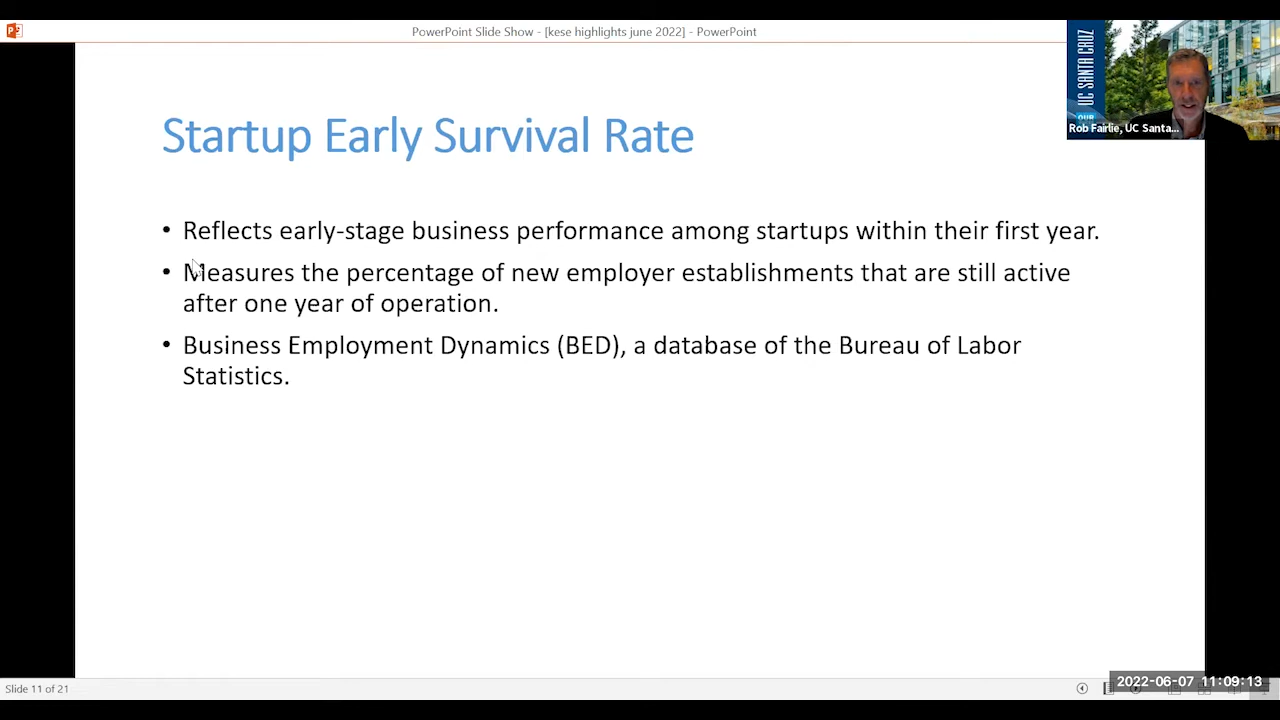 PowerPoint Slide Show - [kese highlights june 2022] - PowerPoint
UC SANTA CRUZ
OUR
Rob Fairlie, UC Santa...
Startup Early Survival Rate
• Reflects early-stage business performance among startups within their first year.
• Measures the percentage of new employer establishments that are still active
after one year of operation.
• Business Employment Dynamics (BED), a database of the Bureau of Labor
Statistics.
Slide 11 of 21
2022-06-07 11:09:13